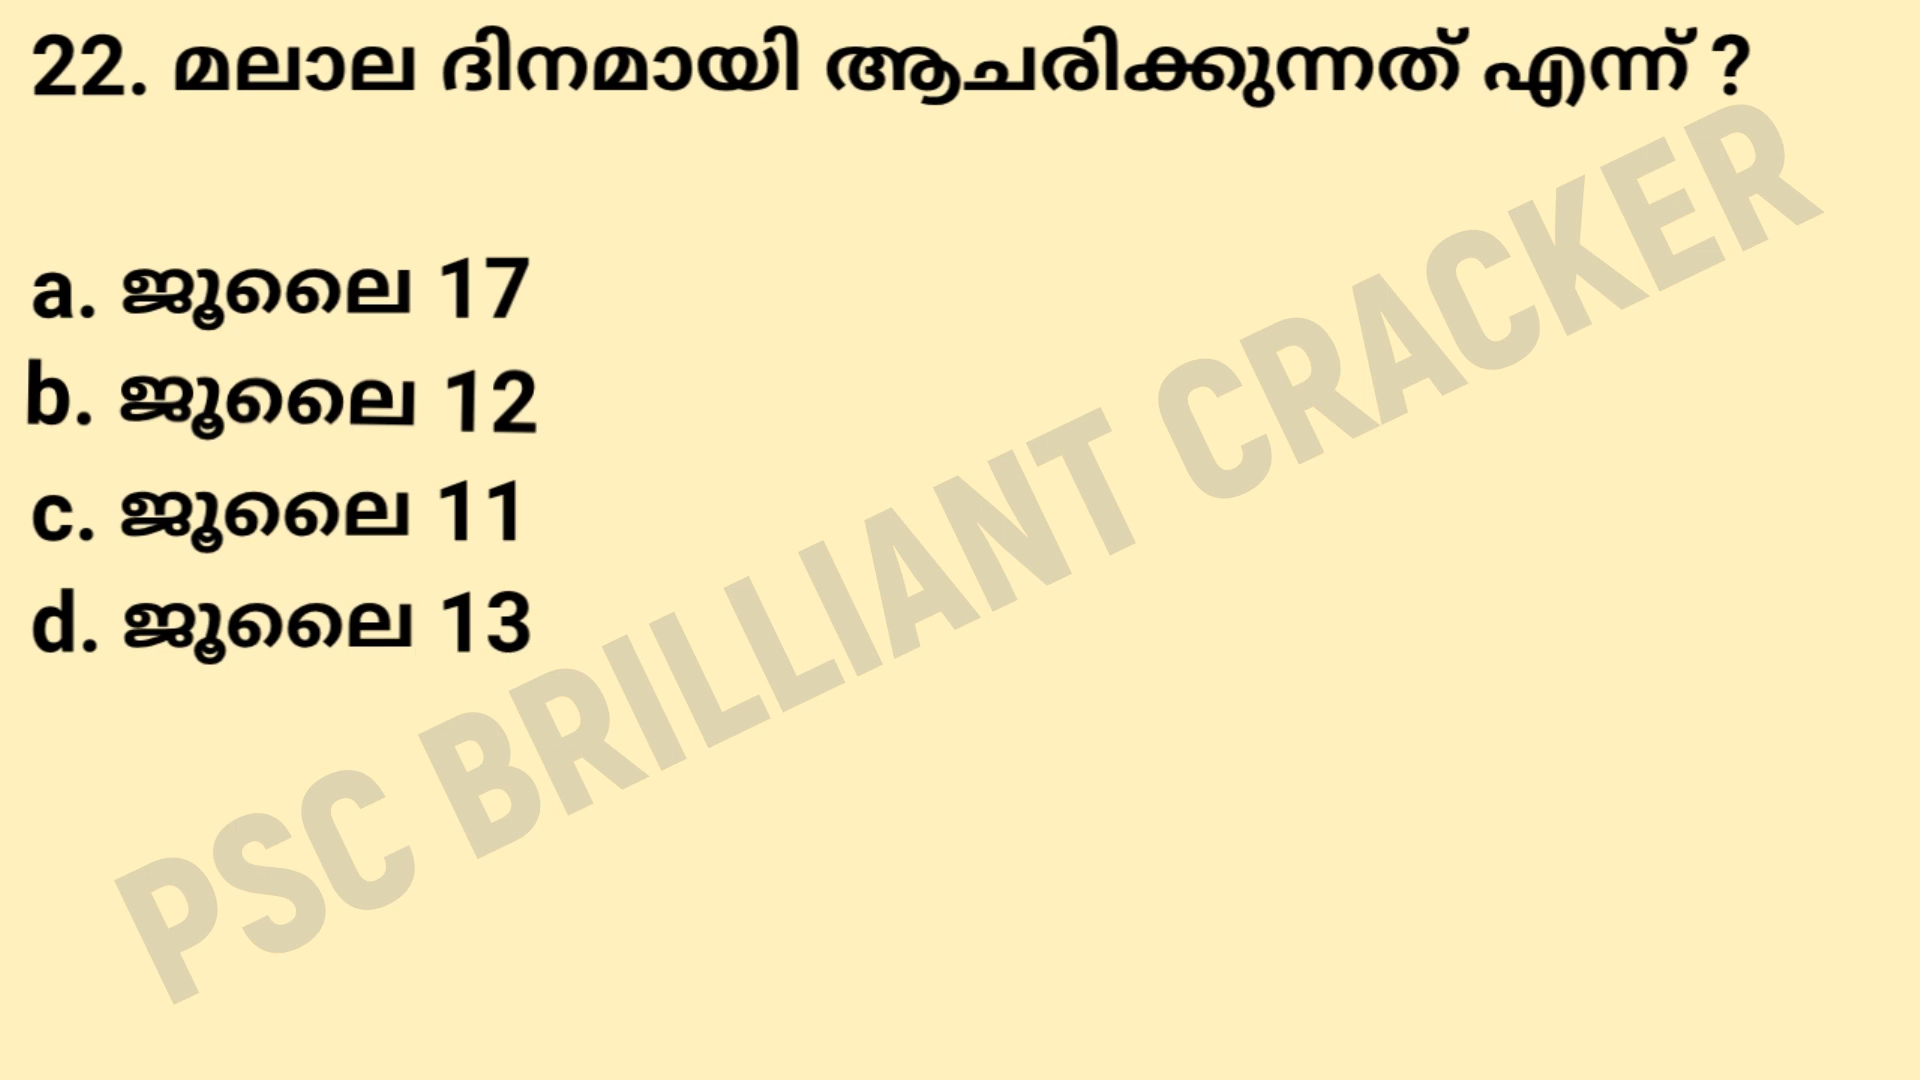 22. മലാല ദിനമായി ആചരിക്കുന്നത് എന്ന് ?
a. ജൂലൈ 17
b. ജൂലൈ 12
c. ജൂലൈ 11
d. ജൂലൈ 13
PSC BRILLIANT CRACKER